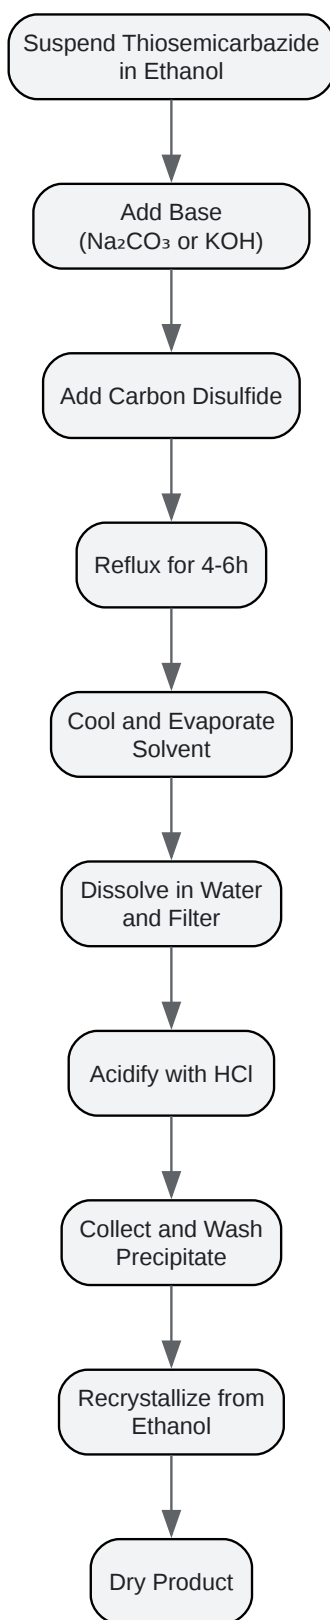 Suspend Thiosemicarbazide
in Ethanol
Add Base
(Na₂CO₃ or KOH)
Add Carbon Disulfide
Reflux for 4-6h
Cool and Evaporate
Solvent
Dissolve in Water
and Filter
Acidify with HCl
Collect and Wash
Precipitate
Recrystallize from
Ethanol
Dry Product